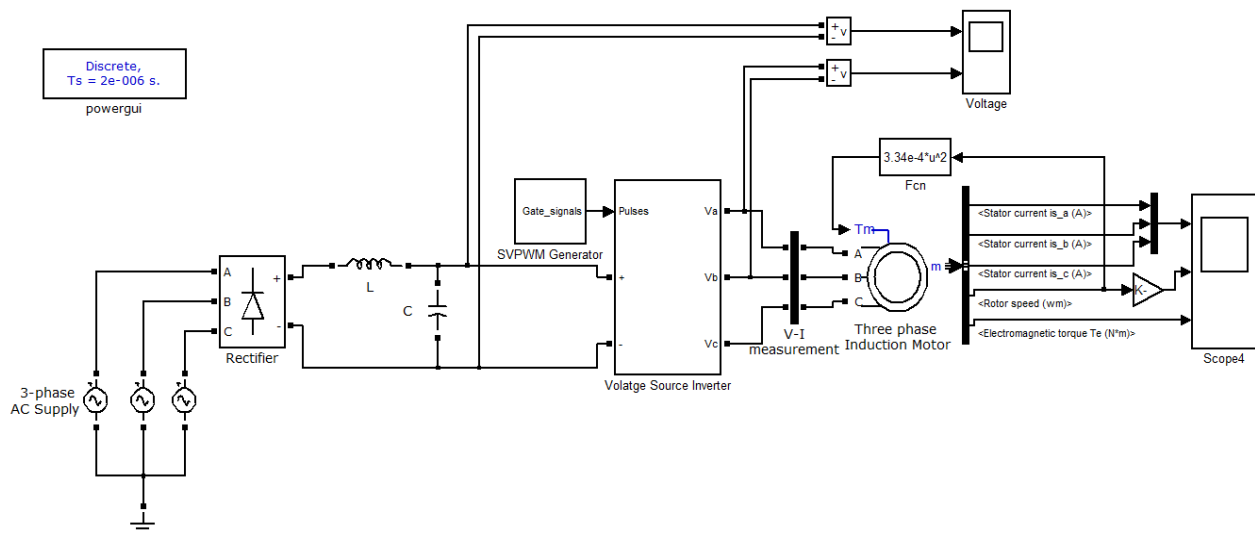 +
-
v
+
-
v
Voltage
Discrete,
Ts = 2e-006 s.
powergui
3.34e-4*u^2
Fcn
Gate_signals
SVPWM Generator
Pulses
+
-
Va
Vb
Vc
Volatge Source Inverter
Tm
m
A
B
C
Three phase
Induction Motor
V-I
measurement
<Stator current is_a (A)>
<Stator current is_b (A)>
<Stator current is_c (A)>
<Rotor speed (wm)>
<Electromagnetic torque Te (N*m)>
K-
Scope4
A
B
C
+
-
Rectifier
L
C
3-phase
AC Supply